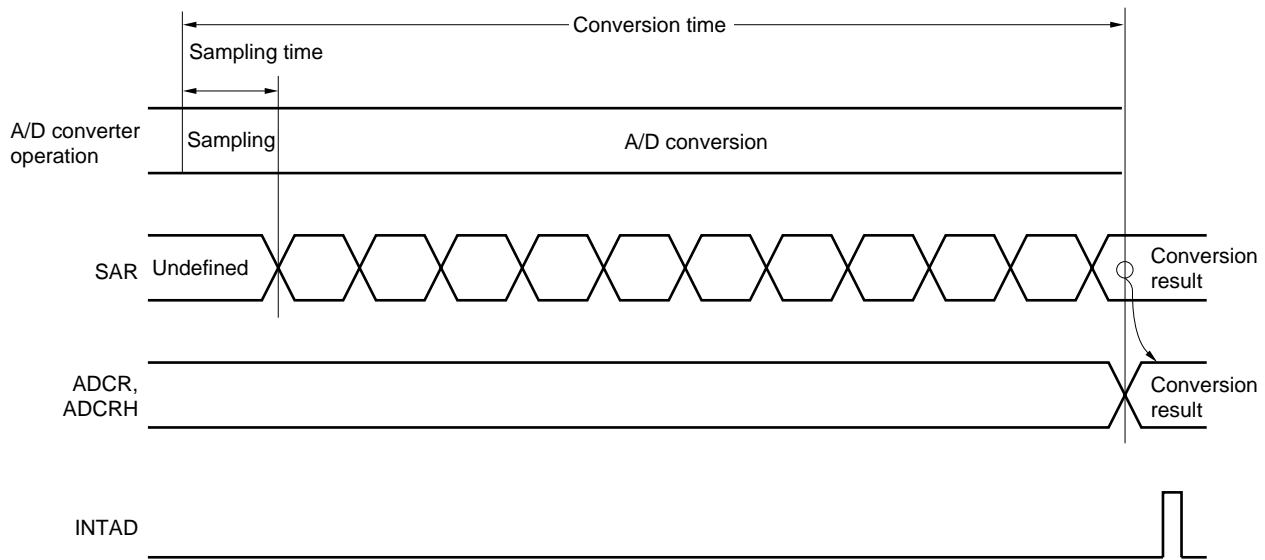 Conversion time
Sampling time
A/D converter
operation
Sampling
A/D conversion
SAR
Undefined
Conversion
result
ADCR,
ADCRH
Conversion
result
INTAD